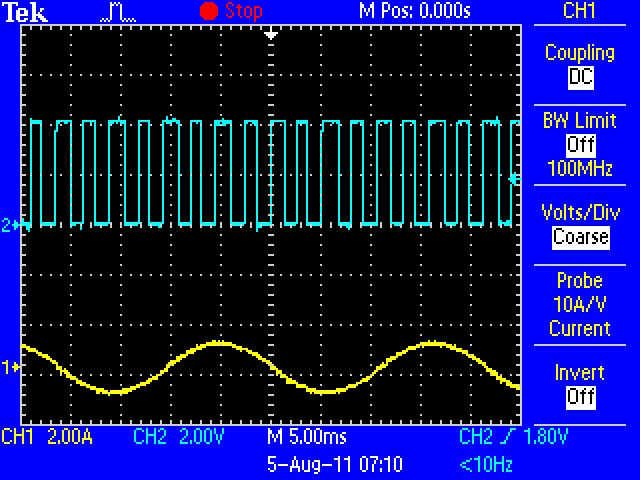 Tek Stop M Pos: 0.000s CH1
Coupling
DC
BW Limit
Off
100MHz
Volts/Div
Coarse
Probe
10A/V
Current
Invert
Off
2
1
CH1 2.00A CH2 2.00V M 5.00ms CH2 1.80V
5-Aug-11 07:10 <10Hz